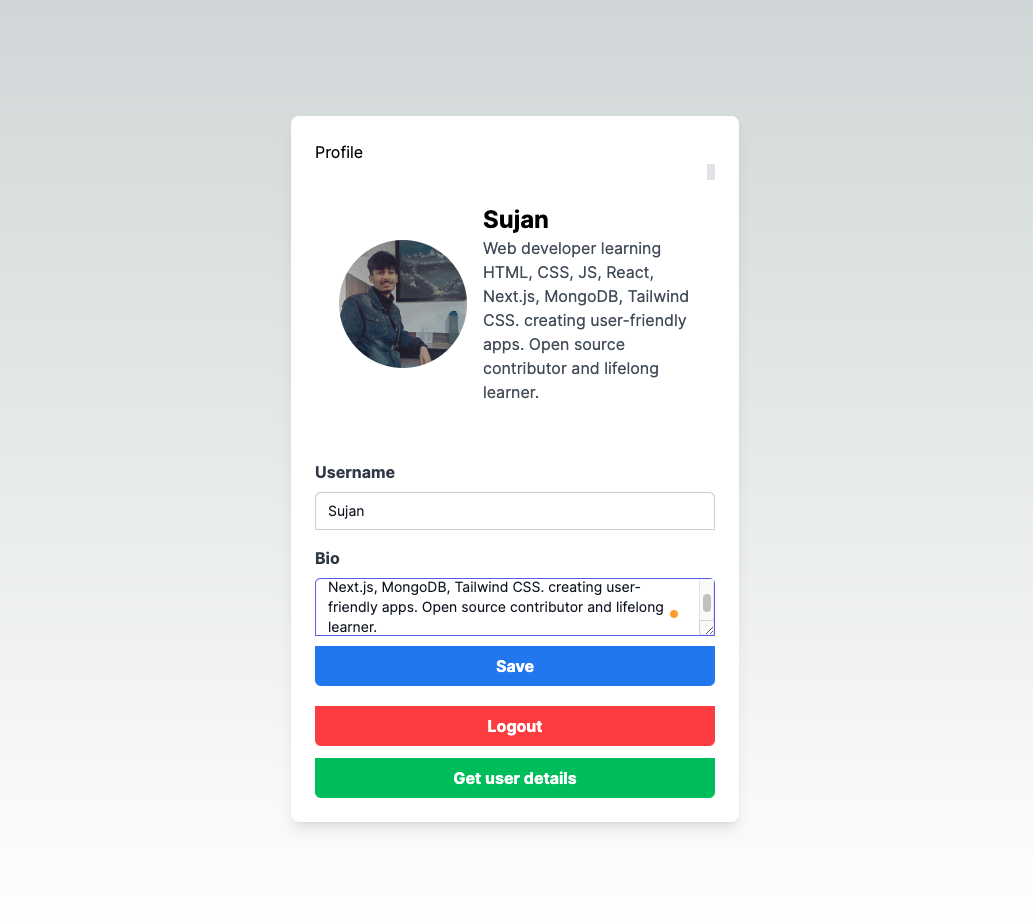 Profile
Sujan
Web developer learning
HTML, CSS, JS, React,
Next.js, MongoDB, Tailwind
CSS. creating user-friendly
apps. Open source
contributor and lifelong
learner.
Username
Sujan
Bio
Next.js, MongoDB, Tailwind CSS. creating user-
friendly apps. Open source contributor and lifelong
learner.
Save
Logout
Get user details